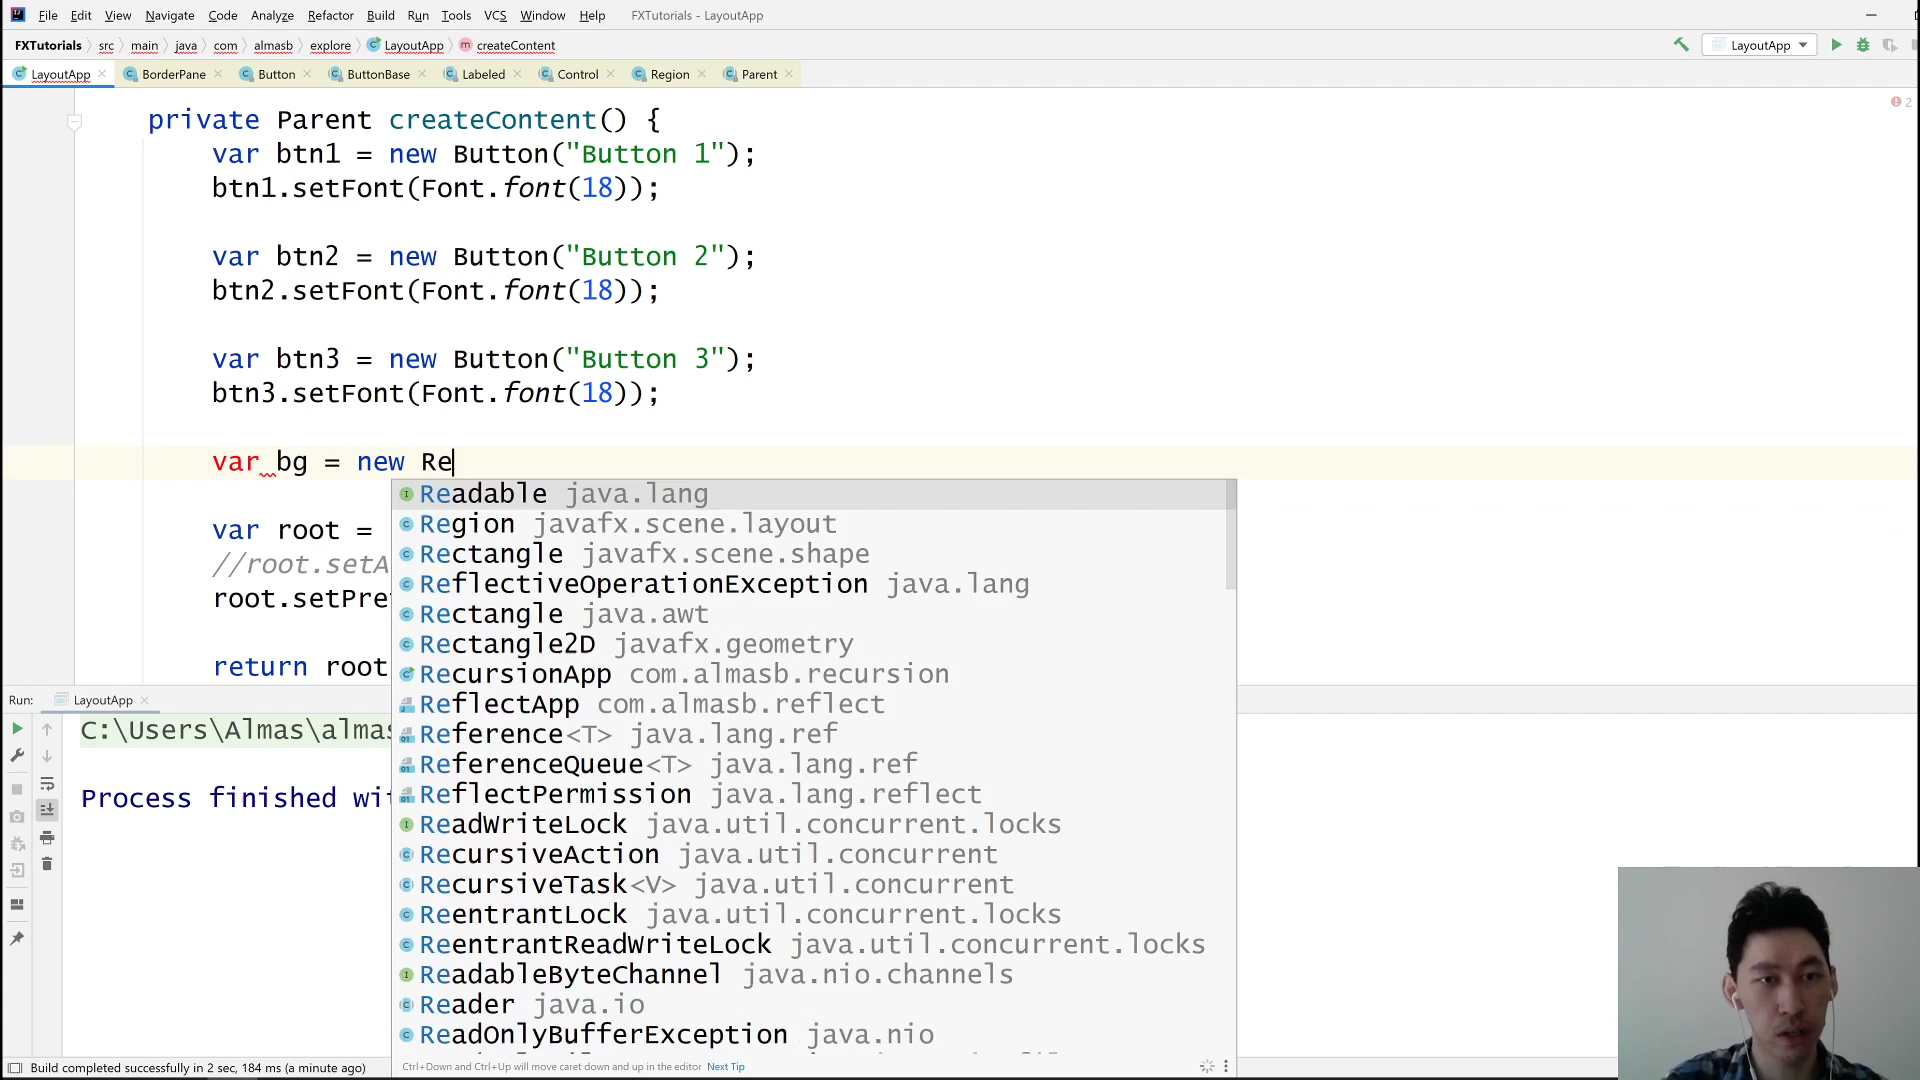 File Edit View Navigate Code Analyze Refactor Build Run Tools VCS Window Help FXTutorials - LayoutApp
FXTutorials src main java com almasb explore LayoutApp createContent LayoutApp
LayoutApp BorderPane Button ButtonBase Labeled Control Region Parent
2
private Parent createContent() {
var btn1 = new Button("Button 1");
btn1.setFont(Font.font(18));
var btn2 = new Button("Button 2");
btn2.setFont(Font.font(18));
var btn3 = new Button("Button 3");
btn3.setFont(Font.font(18));
var bg = new Re
Readable java.lang
Region javafx.scene.layout
var root =
Rectangle javafx.scene.shape
//root.setA
ReflectiveOperationException java.lang
root.setPre
Rectangle java.awt
Rectangle2D javafx.geometry
return root
RecursionApp com.almasb.recursion
Run: LayoutApp
ReflectApp com.almasb.reflect
C:\Users\Almas\almas
Reference<T> java.lang.ref
ReferenceQueue<T> java.lang.ref
Process finished wit
ReflectPermission java.lang.reflect
ReadWriteLock java.util.concurrent.locks
RecursiveAction java.util.concurrent
RecursiveTask<V> java.util.concurrent
ReentrantLock java.util.concurrent.locks
ReentrantReadWriteLock java.util.concurrent.locks
ReadableByteChannel java.nio.channels
Reader java.io
ReadOnlyBufferException java.nio
Ctrl+Down and Ctrl+Up will move caret down and up in the editor Next Tip
Build completed successfully in 2 sec, 184 ms (a minute ago)